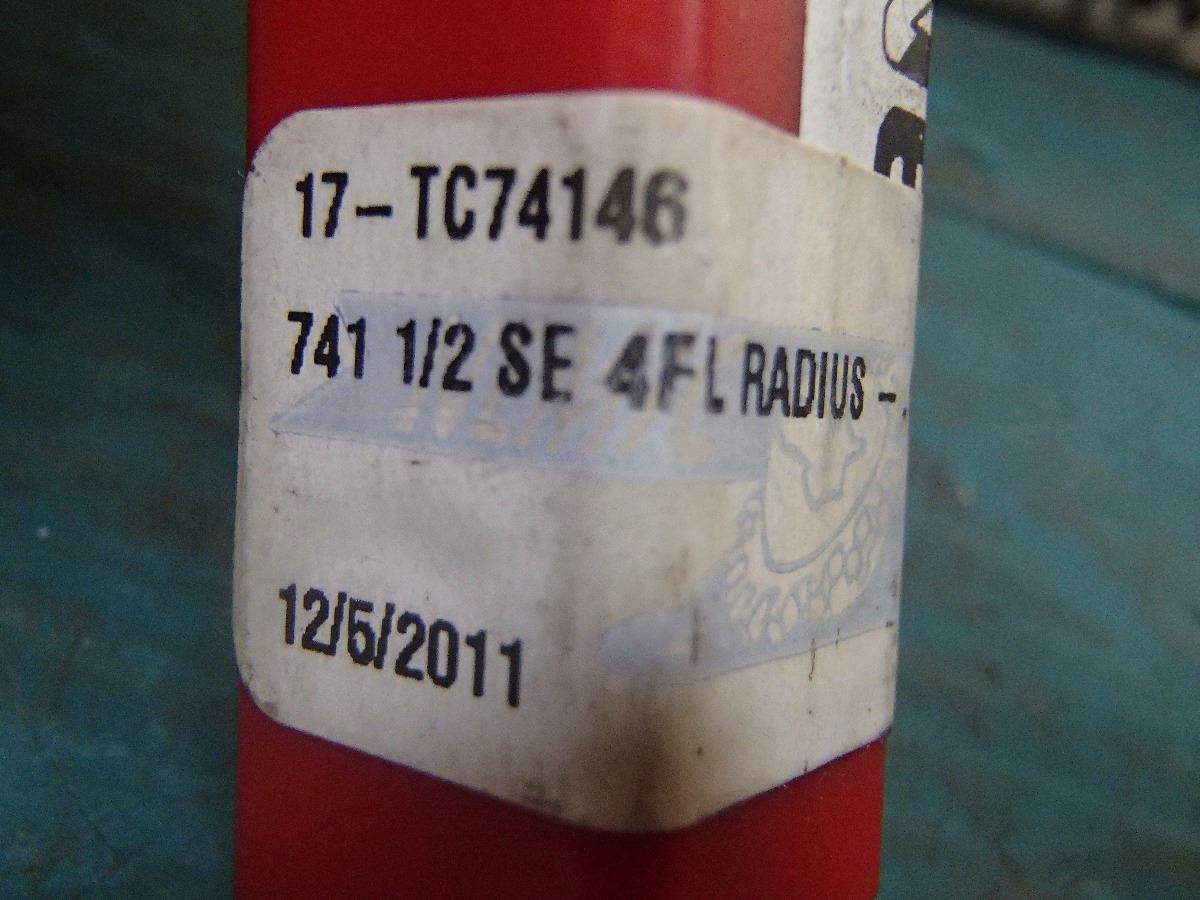 17-TC74146
741 1/2 SE 4FL RADIUS -.
12/5/2011